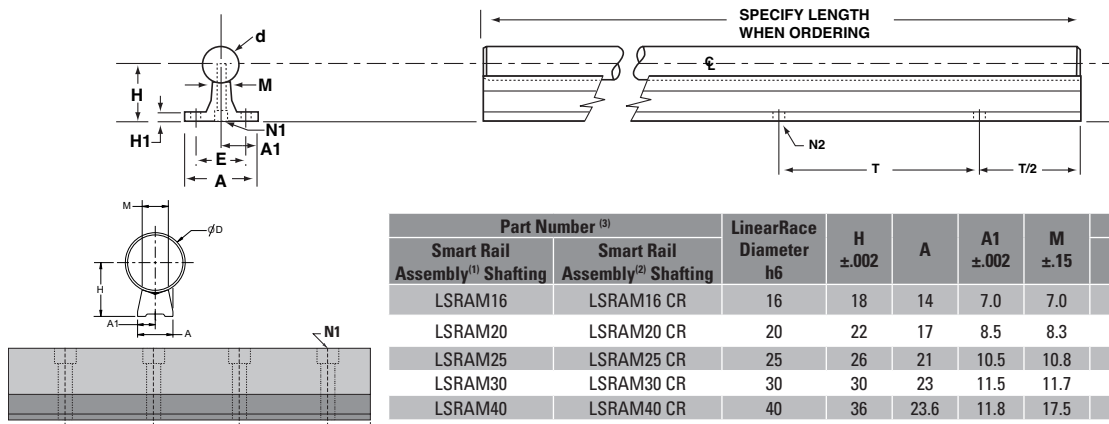 SPECIFY LENGTH
WHEN ORDERING
d
H
M
H1
N1
A1
E
A
℄
N2
T
T/2
M
ØD
H
A1
A
N1
Part Number (3)
LinearRace Diameter h6
H ±.002
A
A1 ±.002
M ±.15
Smart Rail Assembly(1) Shafting
Smart Rail Assembly(2) Shafting
LSRAM16 LSRAM16 CR 16 18 14 7.0 7.0
LSRAM20 LSRAM20 CR 20 22 17 8.5 8.3
LSRAM25 LSRAM25 CR 25 26 21 10.5 10.8
LSRAM30 LSRAM30 CR 30 30 23 11.5 11.7
LSRAM40 LSRAM40 CR 40 36 23.6 11.8 17.5